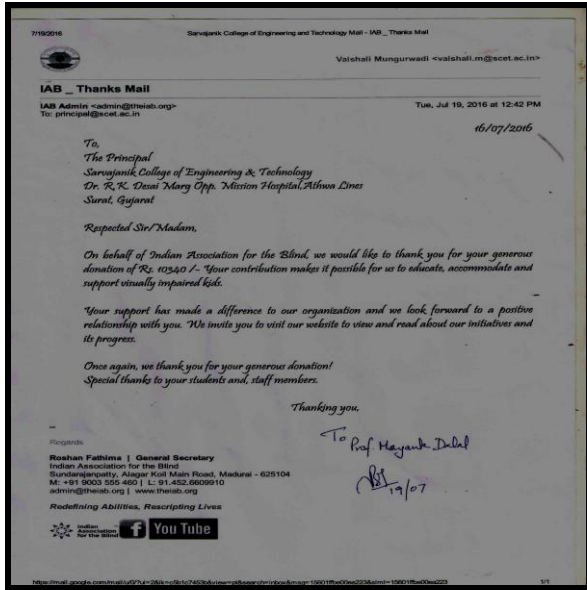 7/19/2016 Sarvajanik College of Engineering and Technology Mail - IAB _ Thanks Mail
Vaishali Mungurwadi <vaishali.m@scet.ac.in>
IAB _ Thanks Mail
IAB Admin <admin@theiab.org> Tue, Jul 19, 2016 at 12:42 PM
To: principal@scet.ac.in
16/07/2016
To,
The Principal
Sarvajanik College of Engineering & Technology
Dr. R.K. Desai Marg Opp. Mission Hospital,Athwa Lines
Surat, Gujarat
Respected Sir/Madam,
On behalf of Indian Association for the Blind, we would like to thank you for your generous
donation of Rs. 10340 /- Your contribution makes it possible for us to educate, accommodate and
support visually impaired kids.
Your support has made a difference to our organization and we look forward to a positive
relationship with you. We invite you to visit our website to view and read about our initiatives and
its progress.
Once again, we thank you for your generous donation!
Special thanks to your students and, staff members.
Thanking you,
To
Prof. Mayank Dalal
19/07
Regards
Roshan Fathima | General Secretary
Indian Association for the Blind
Sundarajanpatty, Alagar Koil Main Road, Madurai - 625104
M: +91 9003 555 460 | L: 91.452.6609910
admin@theiab.org | www.theiab.org
Redefining Abilities, Rescripting Lives
Indian
Association
for the Blind
f You Tube
1/1